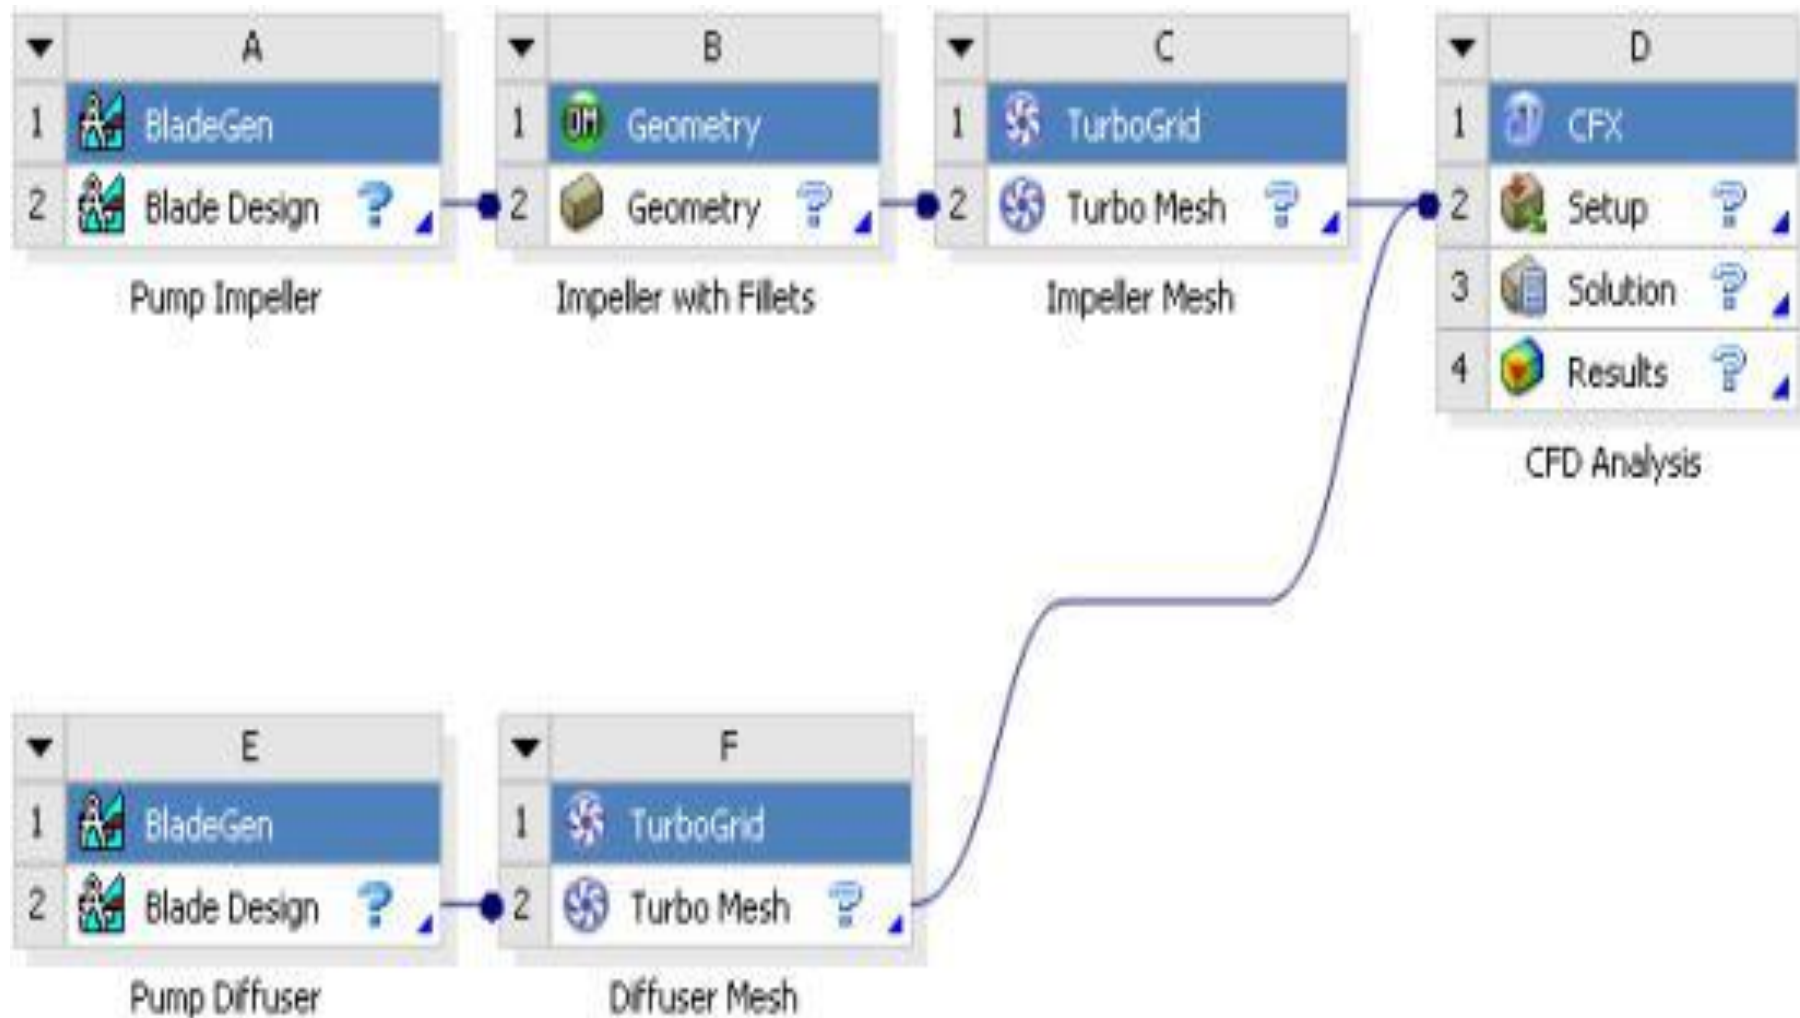 A
1 BladeGen
2 Blade Design
Pump Impeller
B
1 DM Geometry
2 Geometry
Impeller with Fillets
C
1 TurboGrid
2 Turbo Mesh
Impeller Mesh
D
1 CFX
2 Setup
3 Solution
4 Results
CFD Analysis
E
1 BladeGen
2 Blade Design
Pump Diffuser
F
1 TurboGrid
2 Turbo Mesh
Diffuser Mesh